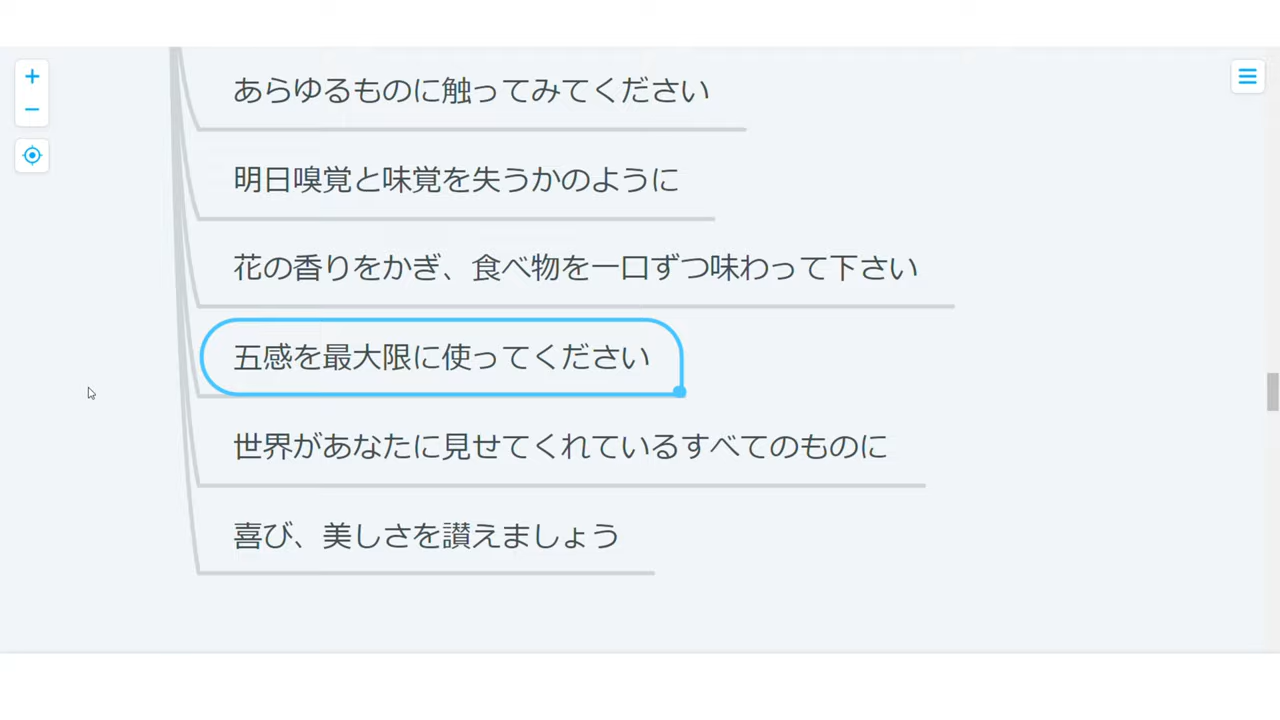 あらゆるものに触ってみてください
明日嗅覚と味覚を失うかのように
花の香りをかぎ、食べ物を一口ずつ味わって下さい
五感を最大限に使ってください
世界があなたに見せてくれているすべてのものに
喜び、美しさを讃えましょう